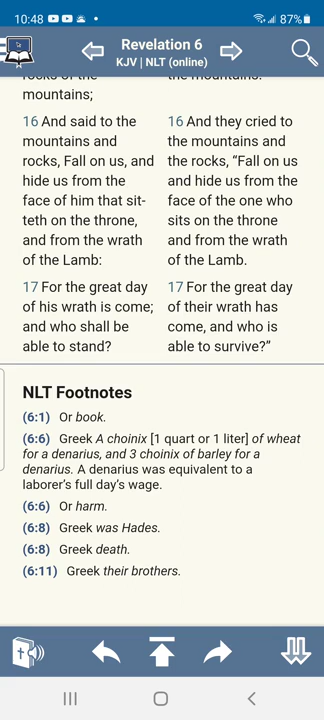 10:48
87%
Revelation 6
KJV | NLT (online)
rocks of the
mountains;
16 And said to the
mountains and
rocks, Fall on us, and
hide us from the
face of him that sit-
teth on the throne,
and from the wrath
of the Lamb:
17 For the great day
of his wrath is come;
and who shall be
able to stand?
the mountains.
16 And they cried to
the mountains and
the rocks, “Fall on us
and hide us from the
face of the one who
sits on the throne
and from the wrath
of the Lamb.
17 For the great day
of their wrath has
come, and who is
able to survive?”
NLT Footnotes
(6:1) Or book.
(6:6) Greek A choinix [1 quart or 1 liter] of wheat
for a denarius, and 3 choinix of barley for a
denarius. A denarius was equivalent to a
laborer’s full day’s wage.
(6:6) Or harm.
(6:8) Greek was Hades.
(6:8) Greek death.
(6:11) Greek their brothers.